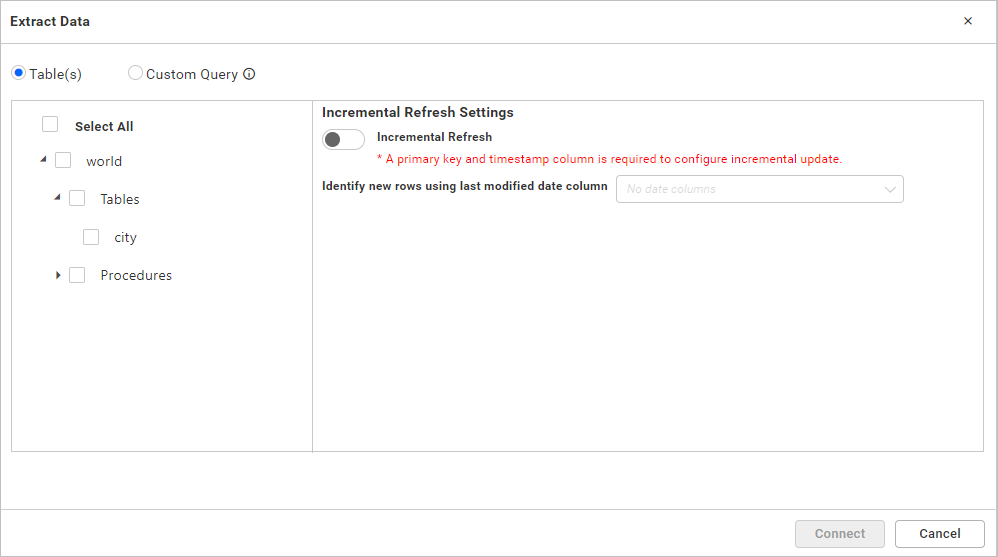 Extract Data
Table(s)
Custom Query
Select All
world
Tables
city
Procedures
Incremental Refresh Settings
Incremental Refresh
* A primary key and timestamp column is required to configure incremental update.
Identify new rows using last modified date column
No date columns
Connect
Cancel